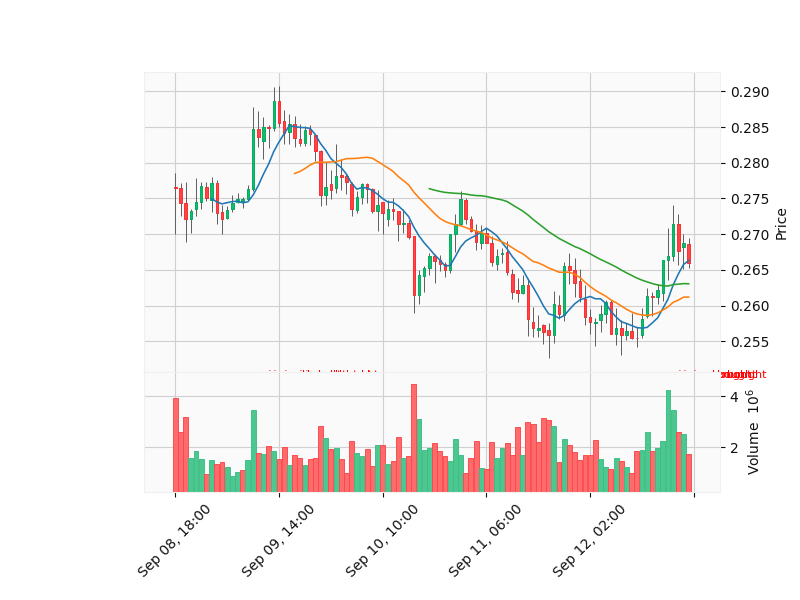 0.290
0.285
0.280
0.275
0.270
0.265
0.260
0.255
Price
4
2
Volume 10^6
Sep 08, 18:00
Sep 09, 14:00
Sep 10, 10:00
Sep 11, 06:00
Sep 12, 02:00